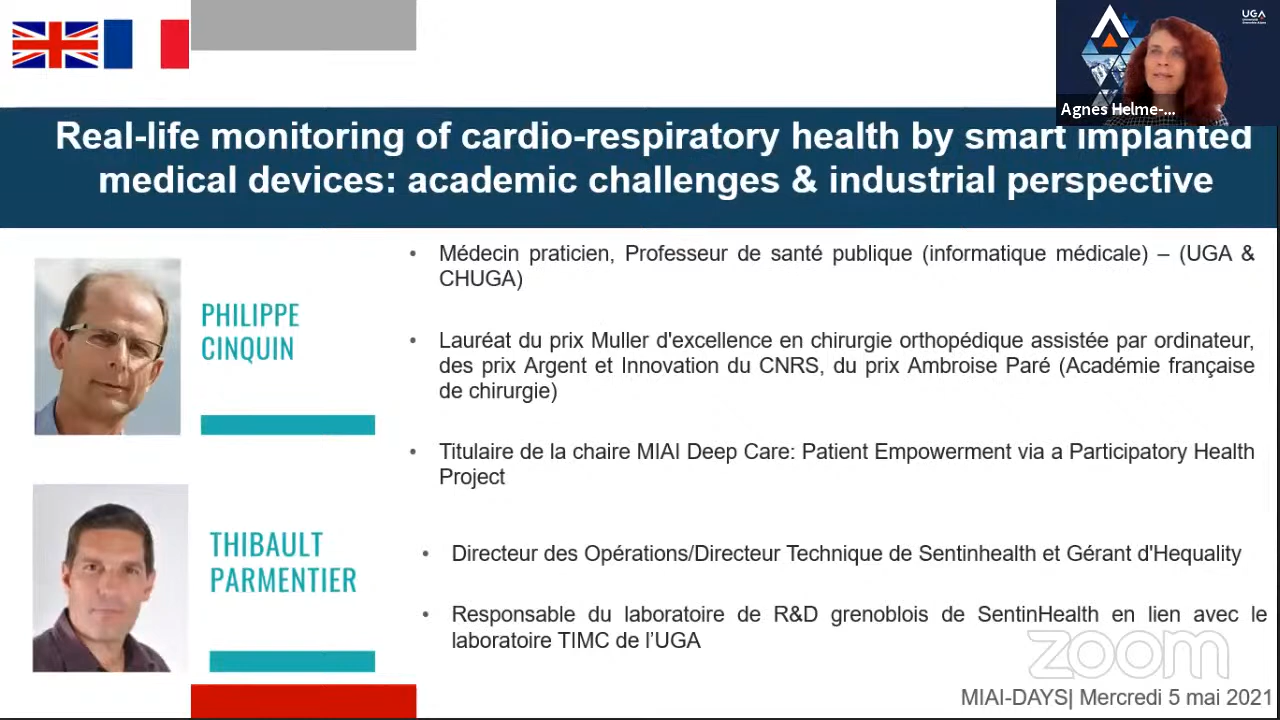 UGA
Agnès Helme-...
Real-life monitoring of cardio-respiratory health by smart implanted
medical devices: academic challenges & industrial perspective
PHILIPPE
CINQUIN
• Médecin praticien, Professeur de santé publique (informatique médicale) – (UGA &
CHUGA)
• Lauréat du prix Muller d'excellence en chirurgie orthopédique assistée par ordinateur,
des prix Argent et Innovation du CNRS, du prix Ambroise Paré (Académie française
de chirurgie)
• Titulaire de la chaire MIAI Deep Care: Patient Empowerment via a Participatory Health
Project
THIBAULT
PARMENTIER
• Directeur des Opérations/Directeur Technique de Sentinhealth et Gérant d'Hequality
• Responsable du laboratoire de R&D grenoblois de SentinHealth en lien avec le
laboratoire TIMC de l’UGA
zoom
MIAI-DAYS| Mercredi 5 mai 2021